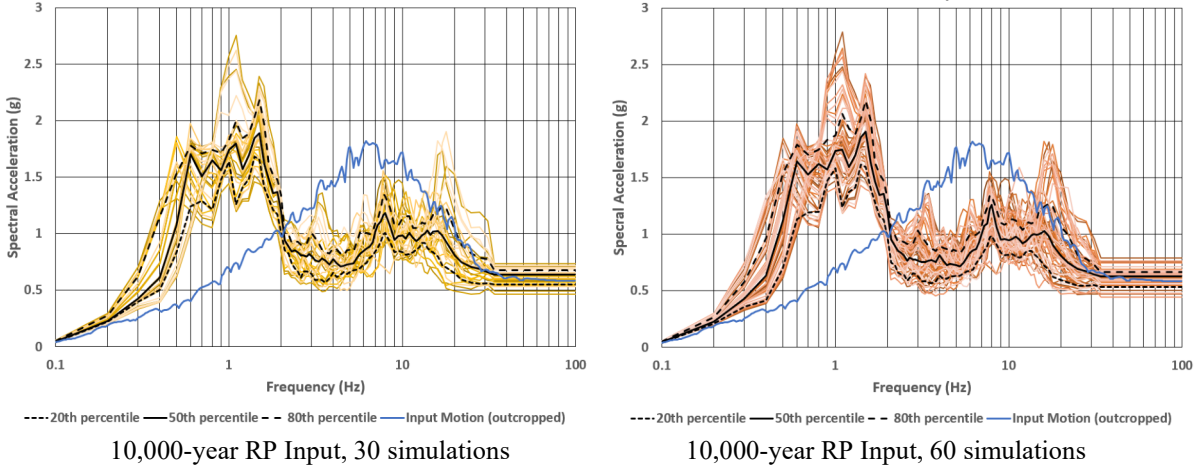 3
2.5
2
1.5
1
0.5
0
Spectral Acceleration (g)
0.1 1 10 100
Frequency (Hz)
20th percentile 50th percentile 80th percentile Input Motion (outcropped)
10,000-year RP Input, 30 simulations
3
2.5
2
1.5
1
0.5
0
Specral Acceleration (g)
0.1 1 10 100
Frequency (Hz)
20th percentile 50th percentile 80th percentile Input Motion (outcropped)
10,000-year RP Input, 60 simulations